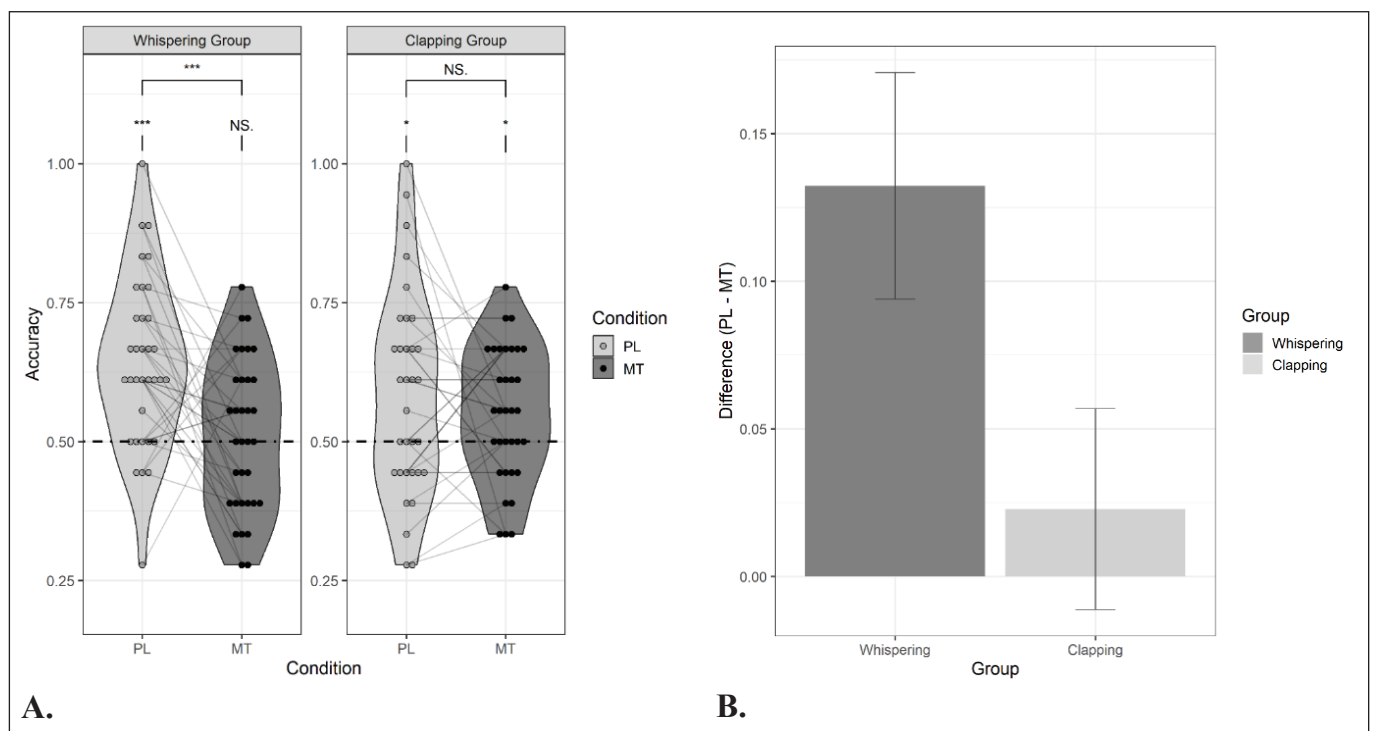 Whispering Group
Clapping Group
***
NS.
***
NS.
*
*
1.00
0.75
0.50
0.25
1.00
0.75
0.50
0.25
Accuracy
PL
MT
PL
MT
Condition
Condition
PL
MT
A.
0.15
0.10
0.05
0.00
Difference (PL - MT)
Whispering
Clapping
Group
Group
Whispering
Clapping
B.